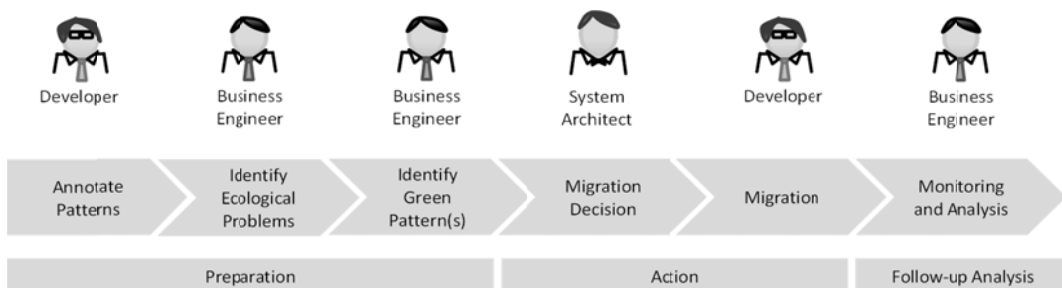 Developer
Business
Engineer
Business
Engineer
System
Architect
Developer
Business
Engineer
Annotate
Patterns
Identify
Ecological
Problems
Identify
Green
Pattern(s)
Migration
Decision
Migration
Monitoring
and Analysis
Preparation
Action
Follow-up Analysis